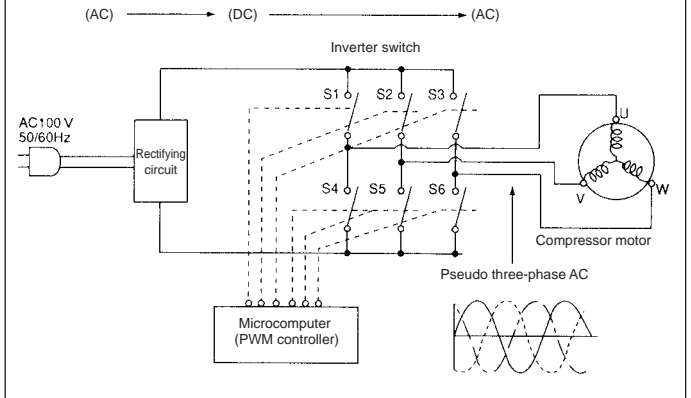 (AC) (DC) (AC)
Inverter switch
S1 S2 S3
AC100 V
50/60Hz
Rectifying
circuit
U
S4 S5 S6
V W
Compressor motor
Pseudo three-phase AC
Microcomputer
(PWM controller)